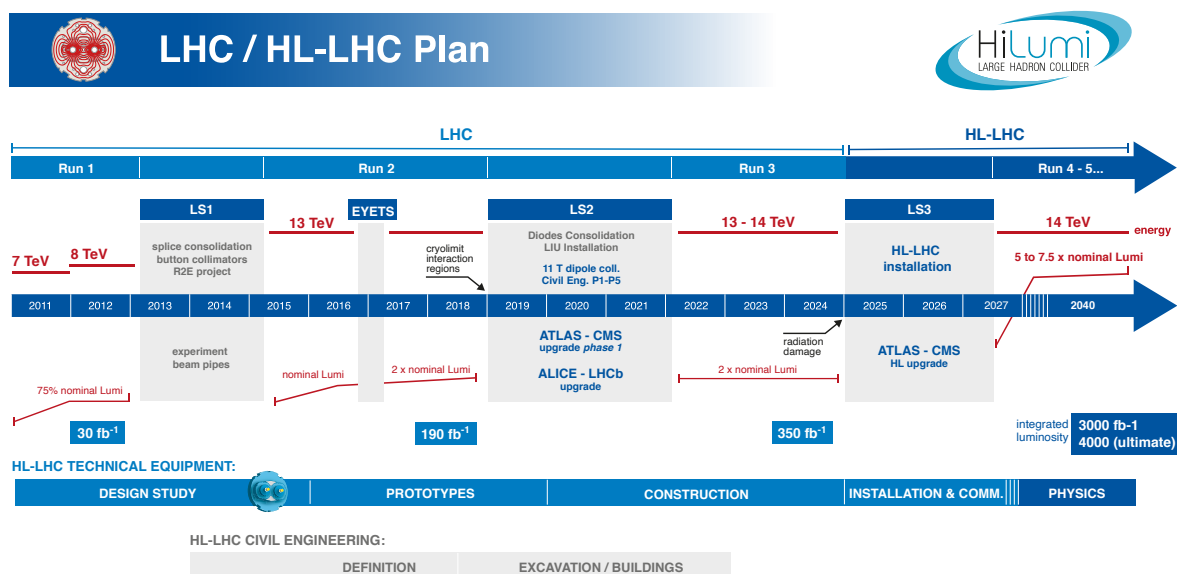 LHC / HL-LHC Plan
HiLumi
LARGE HADRON COLLIDER
LHC
HL-LHC
Run 1
Run 2
Run 3
Run 4 - 5...
LS1
EYETS
LS2
LS3
13 TeV
13 - 14 TeV
14 TeV
energy
7 TeV
8 TeV
splice consolidation
button collimators
R2E project
cryolimit
interaction
regions
Diodes Consolidation
LIU Installation
11 T dipole coll.
Civil Eng. P1-P5
HL-LHC
installation
5 to 7.5 x nominal Lumi
2011
2012
2013
2014
2015
2016
2017
2018
2019
2020
2021
2022
2023
2024
2025
2026
2027
2040
experiment
beam pipes
ATLAS - CMS
upgrade phase 1
ALICE - LHCb
upgrade
radiation
damage
ATLAS - CMS
HL upgrade
75% nominal Lumi
nominal Lumi
2 x nominal Lumi
2 x nominal Lumi
30 fb-1
190 fb-1
350 fb-1
integrated
luminosity
3000 fb-1
4000 (ultimate)
HL-LHC TECHNICAL EQUIPMENT:
DESIGN STUDY
PROTOTYPES
CONSTRUCTION
INSTALLATION & COMM.
PHYSICS
HL-LHC CIVIL ENGINEERING:
DEFINITION
EXCAVATION / BUILDINGS